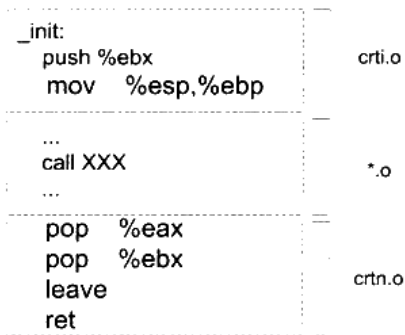 _init:
push %ebx
mov %esp,%ebp
crti.o
...
call XXX
...
*.o
pop %eax
pop %ebx
leave
ret
crtn.o